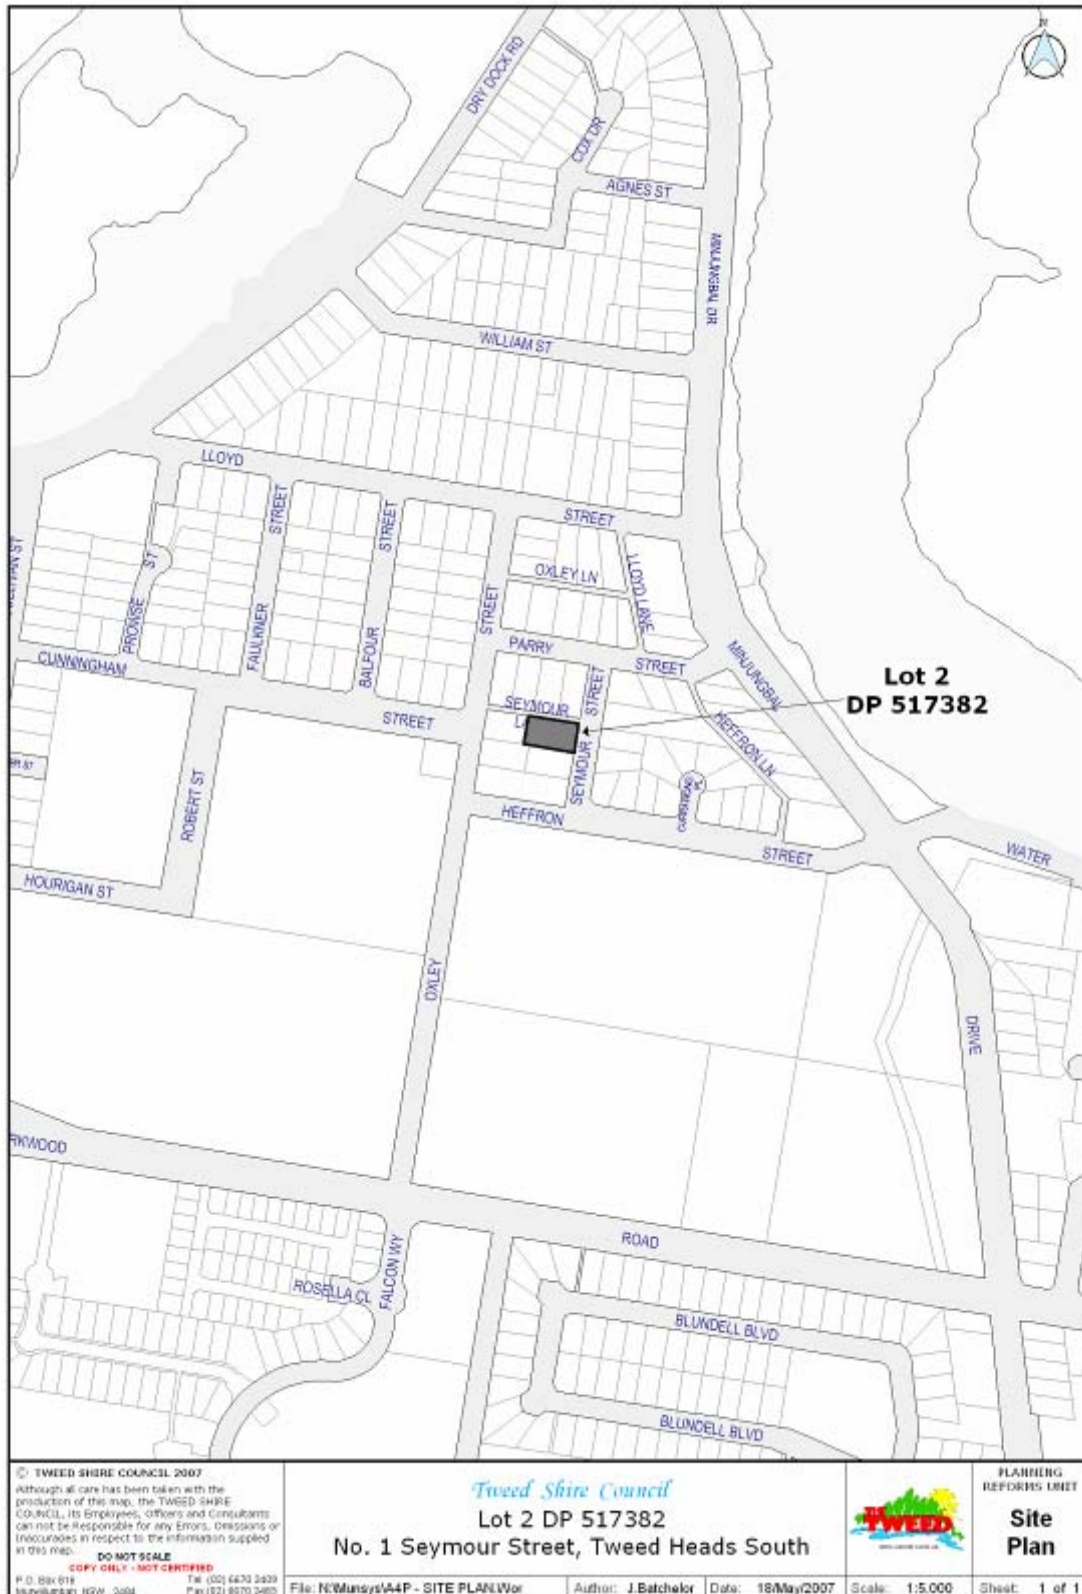 N
DRY DOCK RD
COX DR
AGNES ST
MINJUNGBAL DR
WILLIAM ST
LLOYD
STREET
STREET
STREET
OXLEY LN
LLOYD LANE
STREET
PROWSE
ST
FAULKNER
BALFOUR
PARRY
STREET
MINJUNGBAL
CUNNINGHAM
STREET
SEYMOUR
STREET
SEYMOUR
Lot 2
DP 517382
HEFFRON LN
ROBERT ST
HEFFRON
STREET
WATER
HOURIGAN ST
OXLEY
DRIVE
RKWOOD
ROAD
FALCON WY
ROSELLA CL
BLUNDELL BLVD
BLUNDELL BLVD
© TWEED SHIRE COUNCIL 2007
Although all care has been taken with the
production of this map, the TWEED SHIRE
COUNCIL, its Employees, Officers and Consultants
can not be Responsible for any Errors, Omissions or
Inaccuracies in respect to the information supplied
in this map.
DO NOT SCALE
COPY ONLY - NOT CERTIFIED
P.O. Box 816
Murwillumbah NSW 2484
Tweed Shire Council
Lot 2 DP 517382
No. 1 Seymour Street, Tweed Heads South
File: N:\Munsys\A4P - SITE PLAN.Wor
Author: J.Batchelor
Date: 18/May/2007
TWEED
Scale: 1:5.000
PLANNING
REFORMS UNIT
Site
Plan
Sheet: 1 of 1